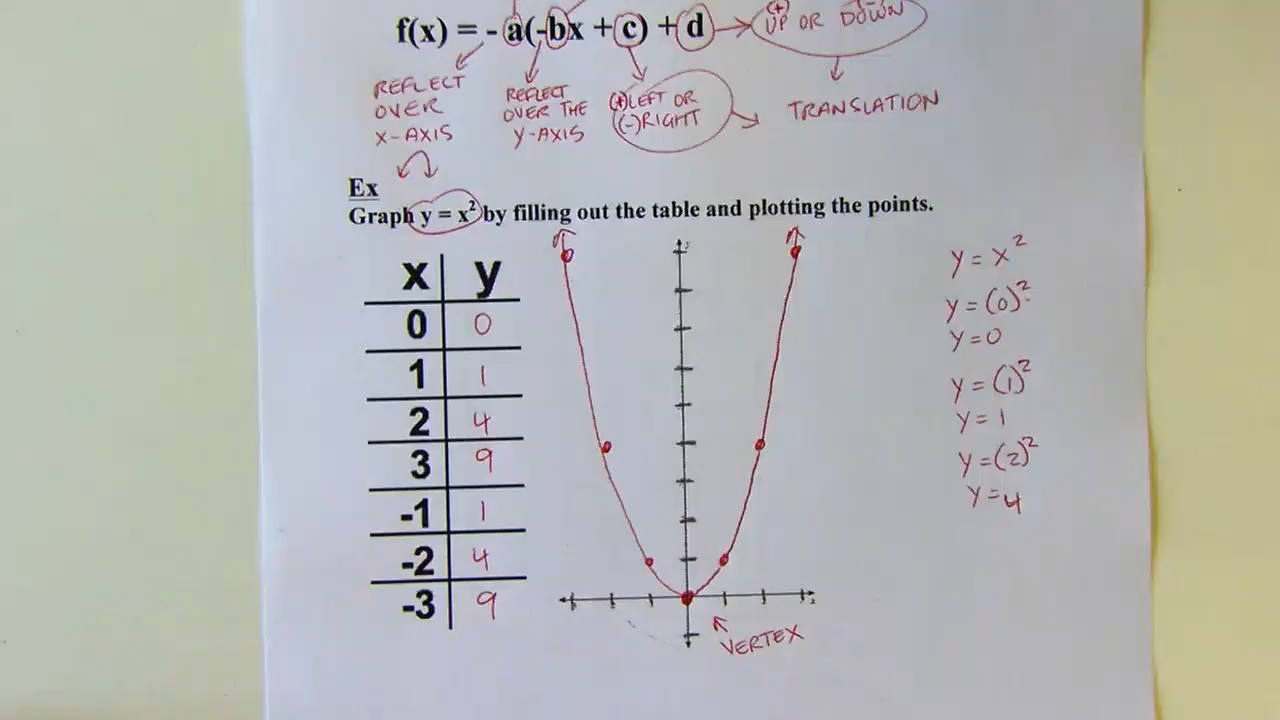 f(x) = - a(-bx + c) + d
(+)
UP OR DOWN
REFLECT
OVER
X-AXIS
REFLECT
OVER THE
Y-AXIS
(+)LEFT OR
(-)RIGHT
TRANSLATION
Ex
Graph y = x² by filling out the table and plotting the points.
x y
0 0
1 1
2 4
3 9
-1 1
-2 4
-3 9
VERTEX
y = x²
y = (0)²
y=0
y = (1)²
y = 1
y=(2)²
y=4